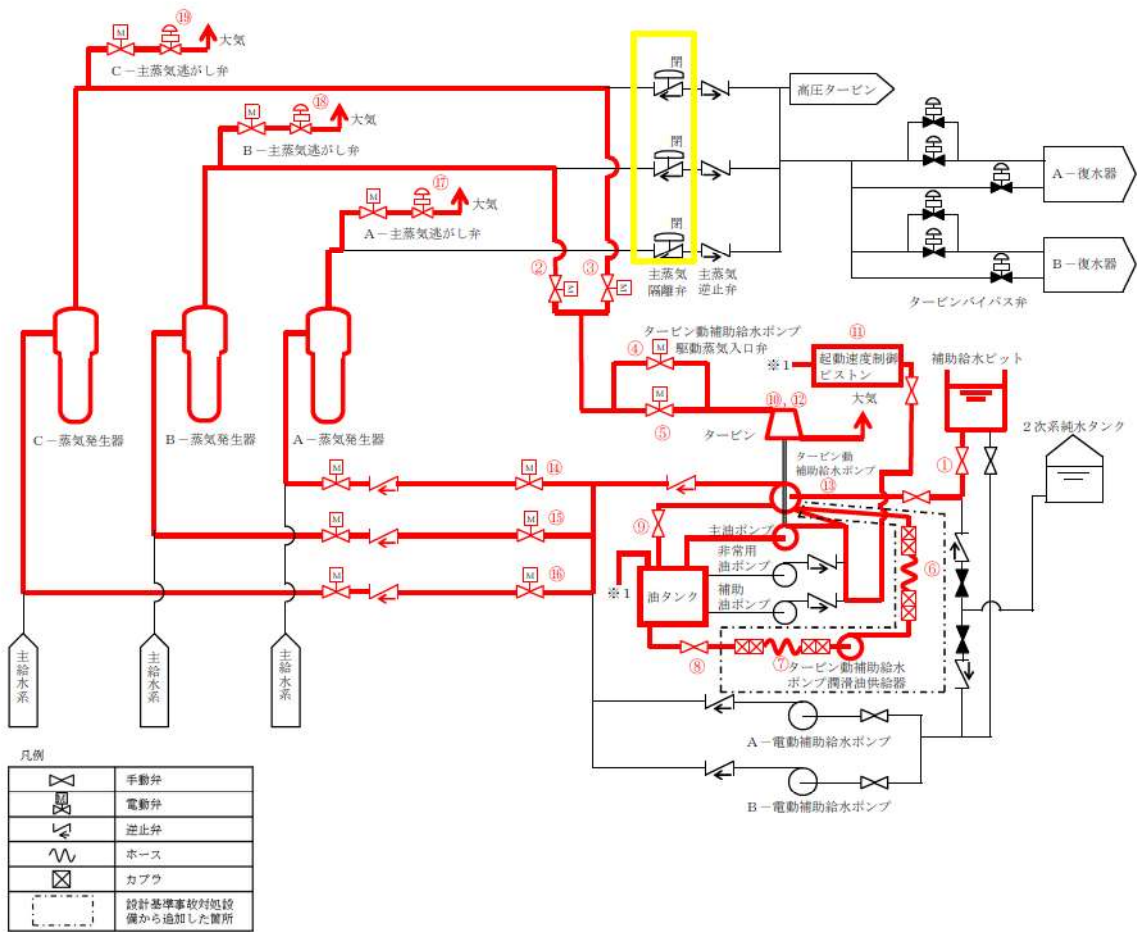 ⑲
M
大気
C－主蒸気逃がし弁
⑱
M
大気
B－主蒸気逃がし弁
⑰
M
大気
A－主蒸気逃がし弁
閉
閉
閉
主蒸気
隔離弁
主蒸気
逆止弁
高圧タービン
A－復水器
B－復水器
タービンバイパス弁
②
M
③
M
C－蒸気発生器
B－蒸気発生器
A－蒸気発生器
タービン動補助給水ポンプ
駆動蒸気入口弁
④
M
M
⑤
※1
⑪
起動速度制御
ピストン
補助給水ピット
⑩,⑫
大気
タービン
2次系純水タンク
①
タービン動
補助給水ポンプ
⑬
M
M
⑭
M
M
⑮
M
M
⑯
⑨
主油ポンプ
非常用
油ポンプ
補助
油ポンプ
⑥
※1
油タンク
⑧
⑦
タービン動補助給水
ポンプ潤滑油供給器
A－電動補助給水ポンプ
B－電動補助給水ポンプ
主給水系
主給水系
主給水系
凡例
手動弁
M
電動弁
逆止弁
ホース
カプラ
設計基準事故対処設
備から追加した箇所